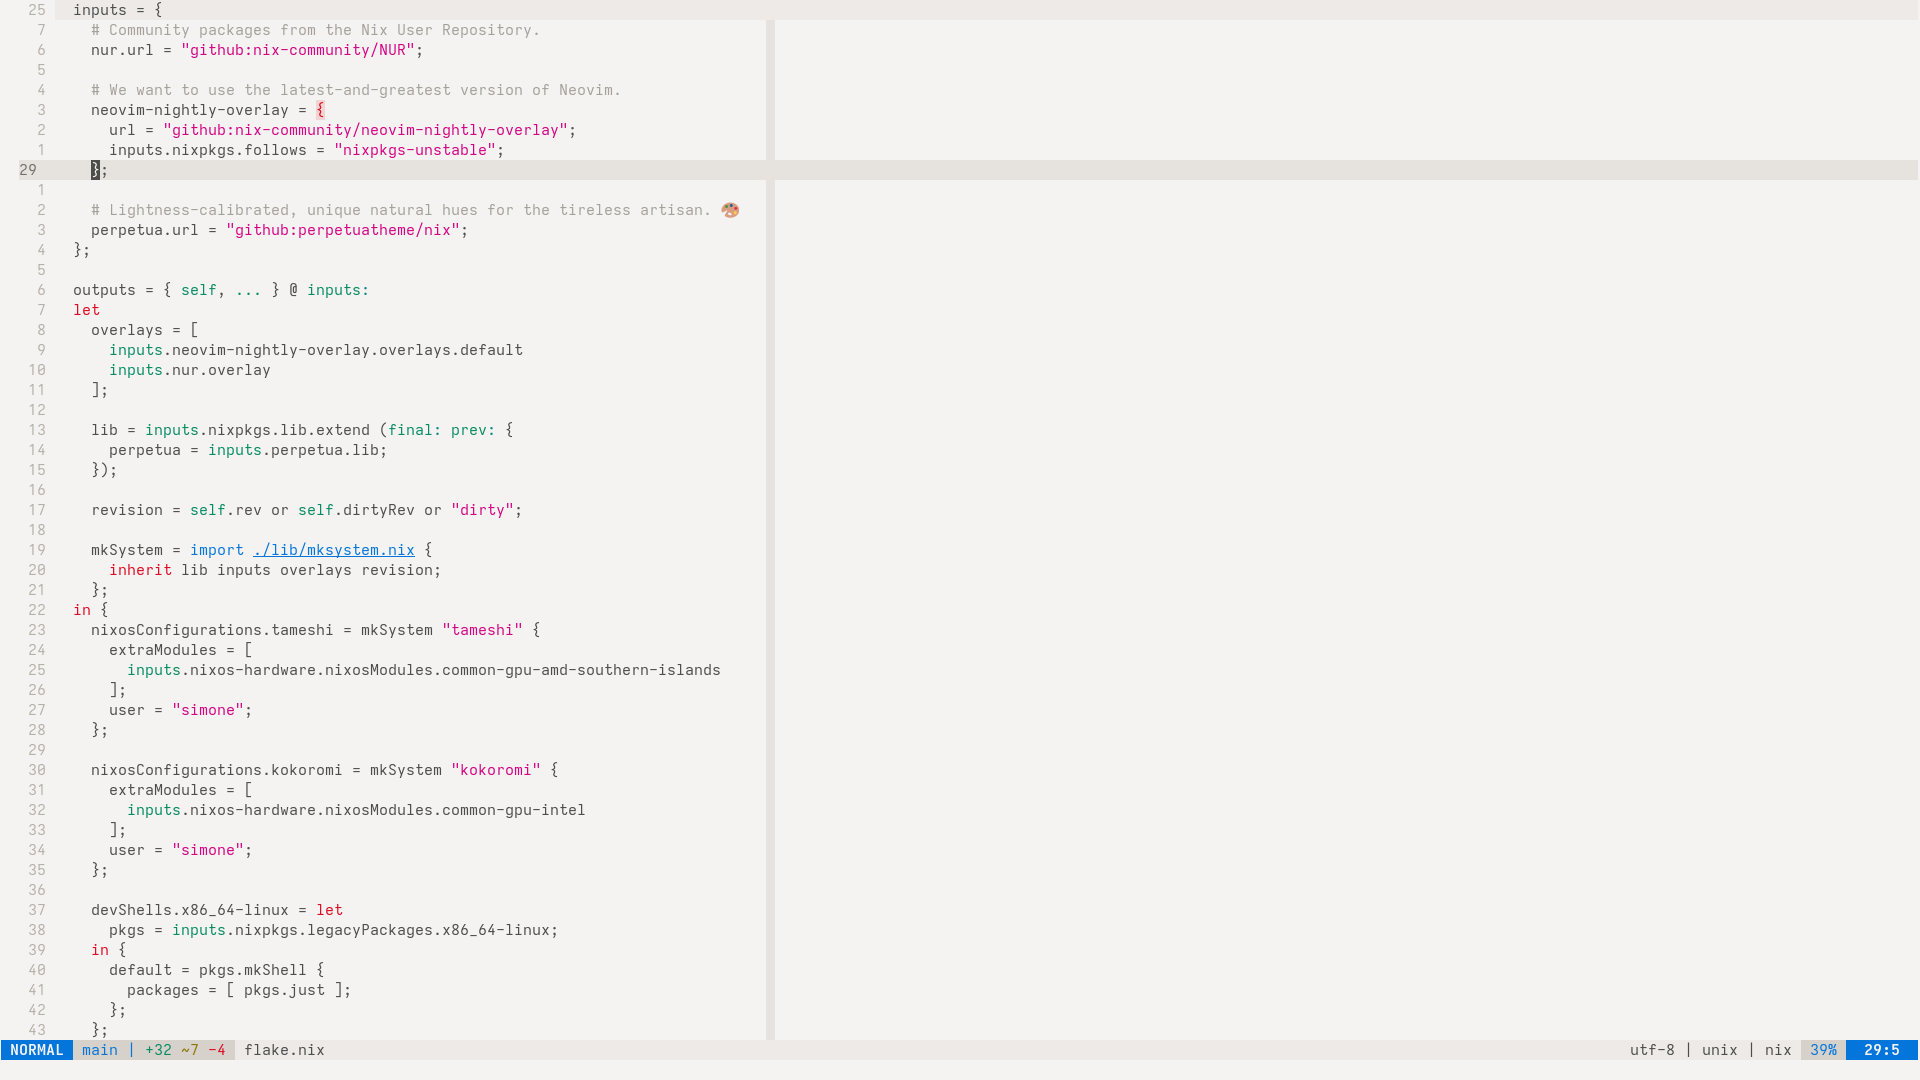 25   inputs = {
 7     # Community packages from the Nix User Repository.
 6     nur.url = "github:nix-community/NUR";
 5
 4     # We want to use the latest-and-greatest version of Neovim.
 3     neovim-nightly-overlay = {
 2       url = "github:nix-community/neovim-nightly-overlay";
 1       inputs.nixpkgs.follows = "nixpkgs-unstable";
29     };
 1
 2     # Lightness-calibrated, unique natural hues for the tireless artisan. 🎨
 3     perpetua.url = "github:perpetuatheme/nix";
 4   };
 5
 6   outputs = { self, ... } @ inputs:
 7   let
 8     overlays = [
 9       inputs.neovim-nightly-overlay.overlays.default
10       inputs.nur.overlay
11     ];
12
13     lib = inputs.nixpkgs.lib.extend (final: prev: {
14       perpetua = inputs.perpetua.lib;
15     });
16
17     revision = self.rev or self.dirtyRev or "dirty";
18
19     mkSystem = import ./lib/mksystem.nix {
20       inherit lib inputs overlays revision;
21     };
22   in {
23     nixosConfigurations.tameshi = mkSystem "tameshi" {
24       extraModules = [
25         inputs.nixos-hardware.nixosModules.common-gpu-amd-southern-islands
26       ];
27       user = "simone";
28     };
29
30     nixosConfigurations.kokoromi = mkSystem "kokoromi" {
31       extraModules = [
32         inputs.nixos-hardware.nixosModules.common-gpu-intel
33       ];
34       user = "simone";
35     };
36
37     devShells.x86_64-linux = let
38       pkgs = inputs.nixpkgs.legacyPackages.x86_64-linux;
39     in {
40       default = pkgs.mkShell {
41         packages = [ pkgs.just ];
42       };
43     };
NORMAL main | +32 ~7 -4 flake.nix utf-8 | unix | nix 39% 29:5